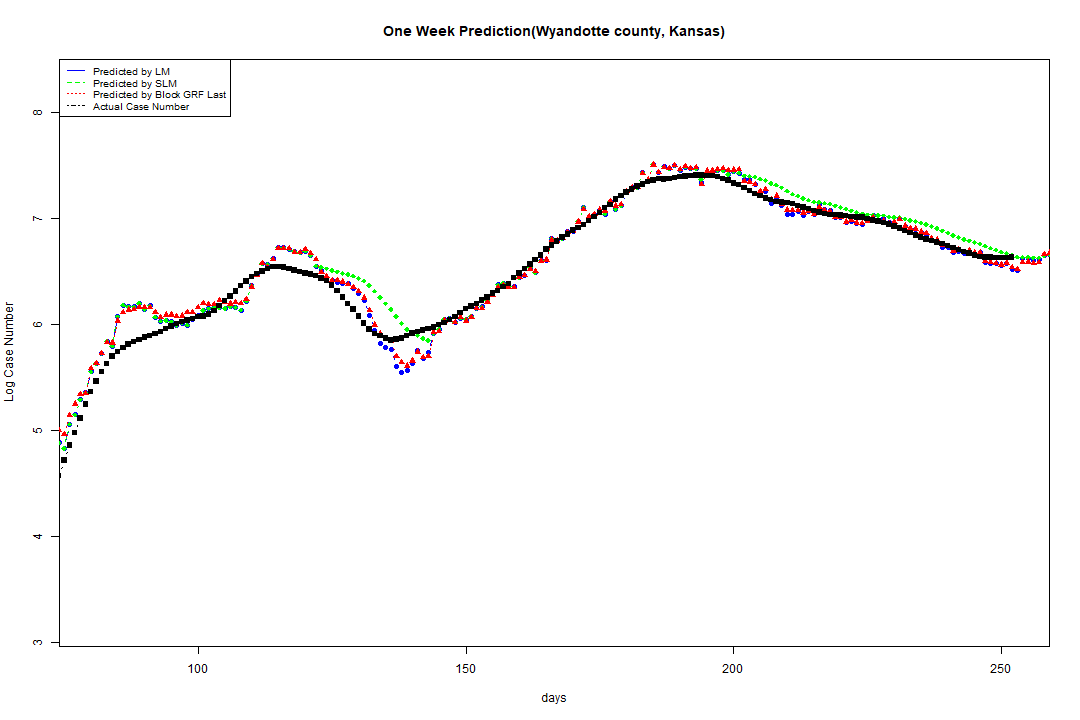 One Week Prediction(Wyandotte county, Kansas)
Predicted by LM
Predicted by SLM
Predicted by Block GRF Last
Actual Case Number
8
7
6
5
4
3
Log Case Number
100 150 200 250
days